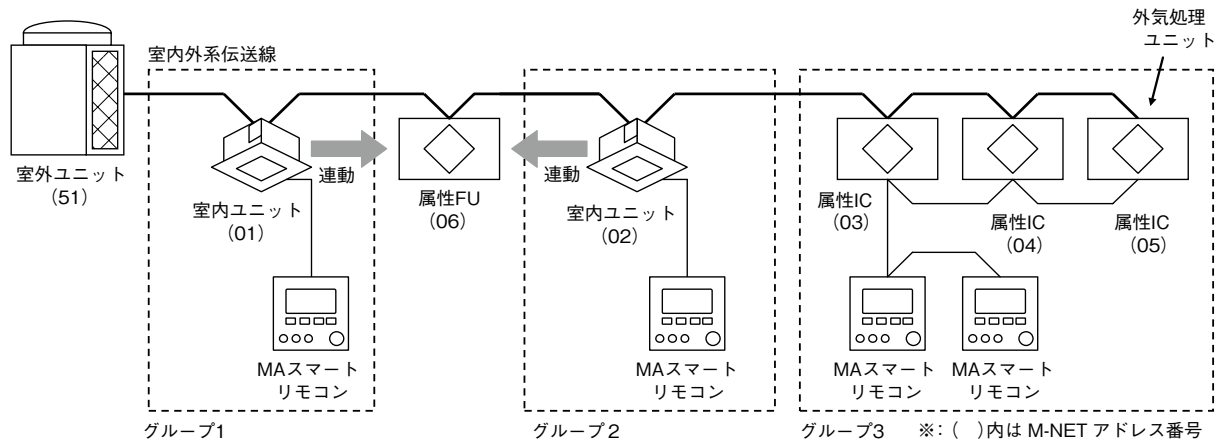 外気処理
ユニット
室内外系伝送線
連動
連動
室外ユニット
(51)
室内ユニット
(01)
属性FU
(06)
室内ユニット
(02)
属性IC
(03)
属性IC
(04)
属性IC
(05)
MAスマート
リモコン
MAスマート
リモコン
MAスマート
リモコン
MAスマート
リモコン
グループ1
グループ2
グループ3
※:( )内は M-NET アドレス番号